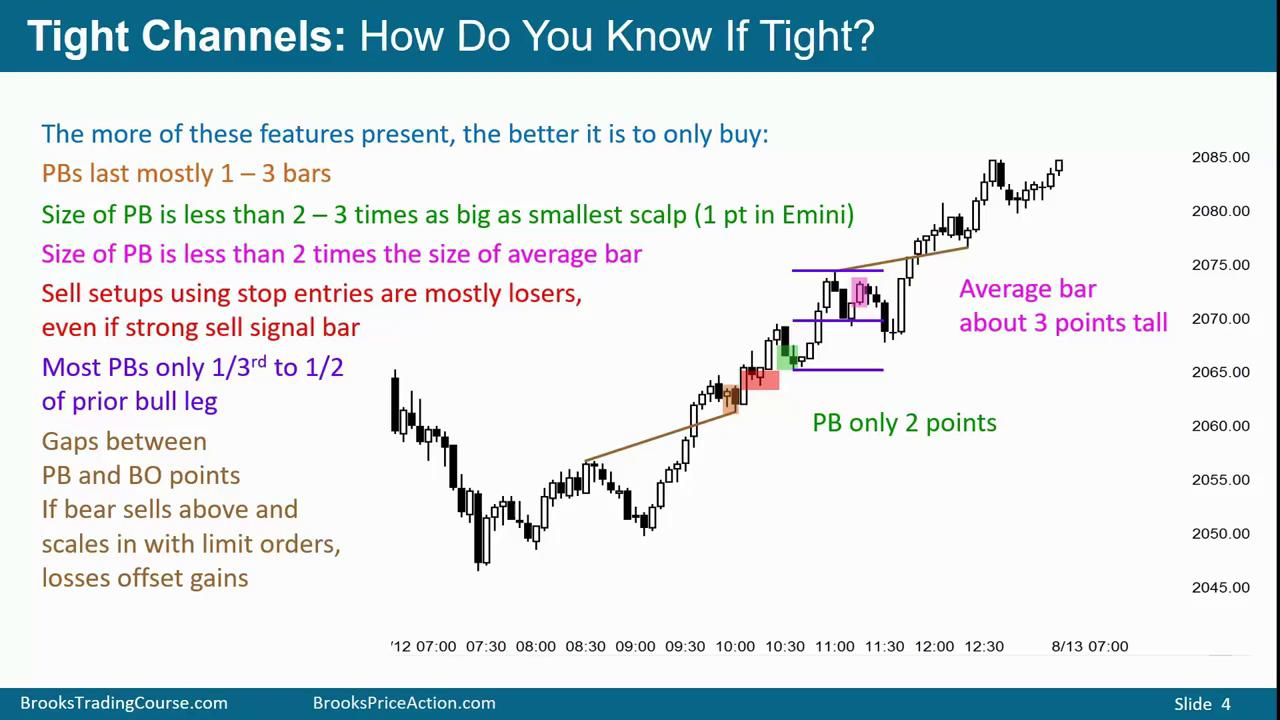 Tight Channels: How Do You Know If Tight?
The more of these features present, the better it is to only buy:
PBs last mostly 1 – 3 bars
Size of PB is less than 2 – 3 times as big as smallest scalp (1 pt in Emini)
Size of PB is less than 2 times the size of average bar
Sell setups using stop entries are mostly losers,
even if strong sell signal bar
Most PBs only 1/3rd to 1/2
of prior bull leg
Gaps between
PB and BO points
If bear sells above and
scales in with limit orders,
losses offset gains
Average bar
about 3 points tall
PB only 2 points
2085.00
2080.00
2075.00
2070.00
2065.00
2060.00
2055.00
2050.00
2045.00
'12 07:00 07:30 08:00 08:30 09:00 09:30 10:00 10:30 11:00 11:30 12:00 12:30 8/13 07:00
BrooksTradingCourse.com BrooksPriceAction.com Slide 4